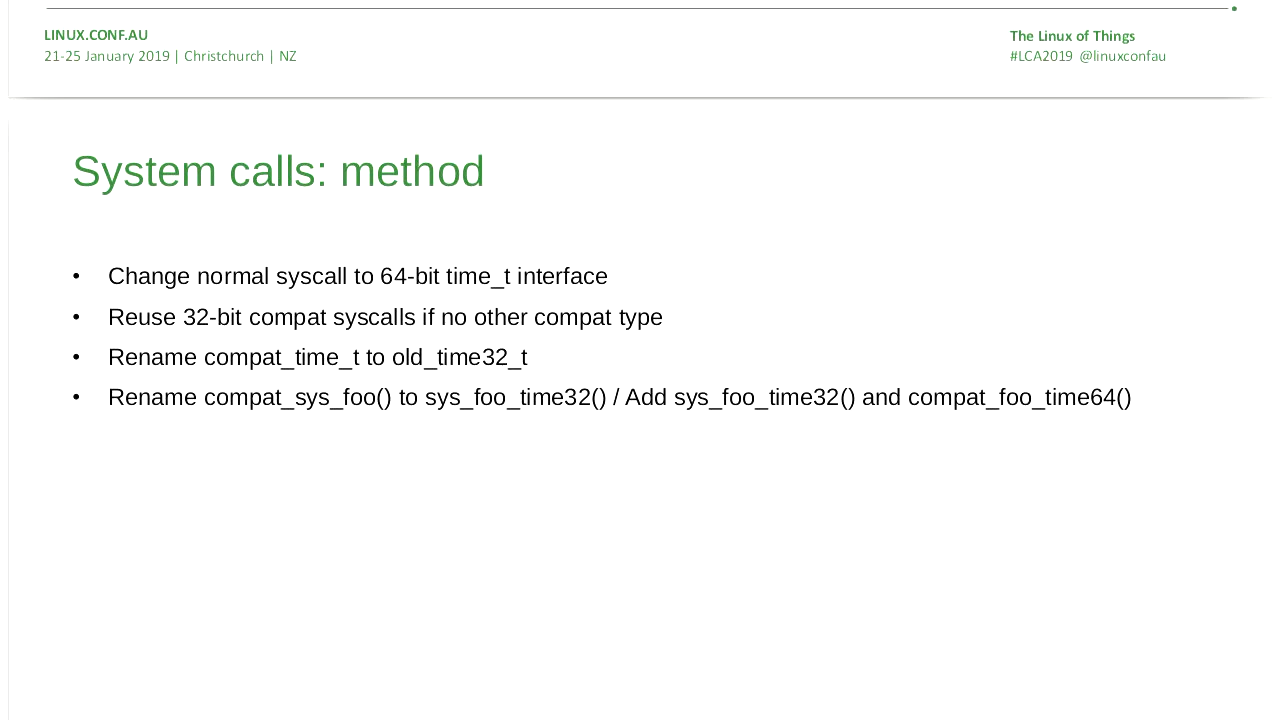 LINUX.CONF.AU
21-25 January 2019 | Christchurch | NZ
The Linux of Things
#LCA2019 @linuxconfau
System calls: method
• Change normal syscall to 64-bit time_t interface
• Reuse 32-bit compat syscalls if no other compat type
• Rename compat_time_t to old_time32_t
• Rename compat_sys_foo() to sys_foo_time32() / Add sys_foo_time32() and compat_foo_time64()